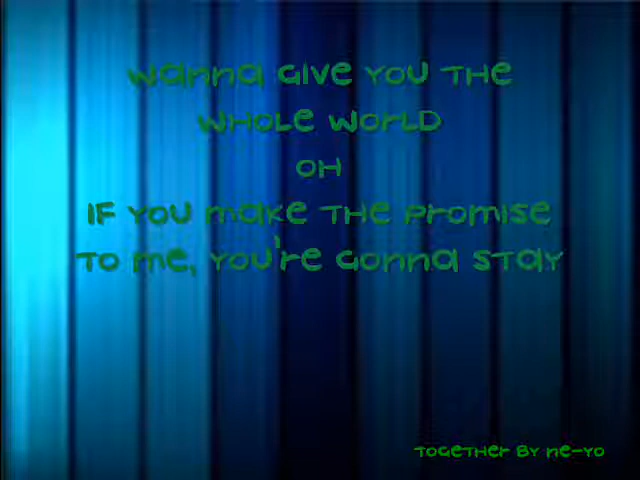 wanna give you the
whole world
oh
If you make the promise
to me, you're gonna stay
Together by ne-yo